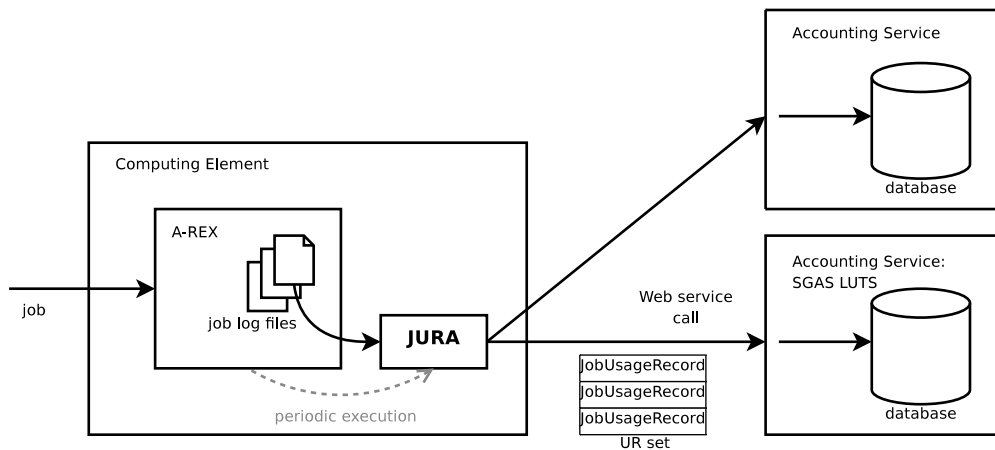 Accounting Service
database
Computing Element
A-REX
job log files
job
JURA
periodic execution
Web service
call
JobUsageRecord
JobUsageRecord
JobUsageRecord
UR set
Accounting Service:
SGAS LUTS
database